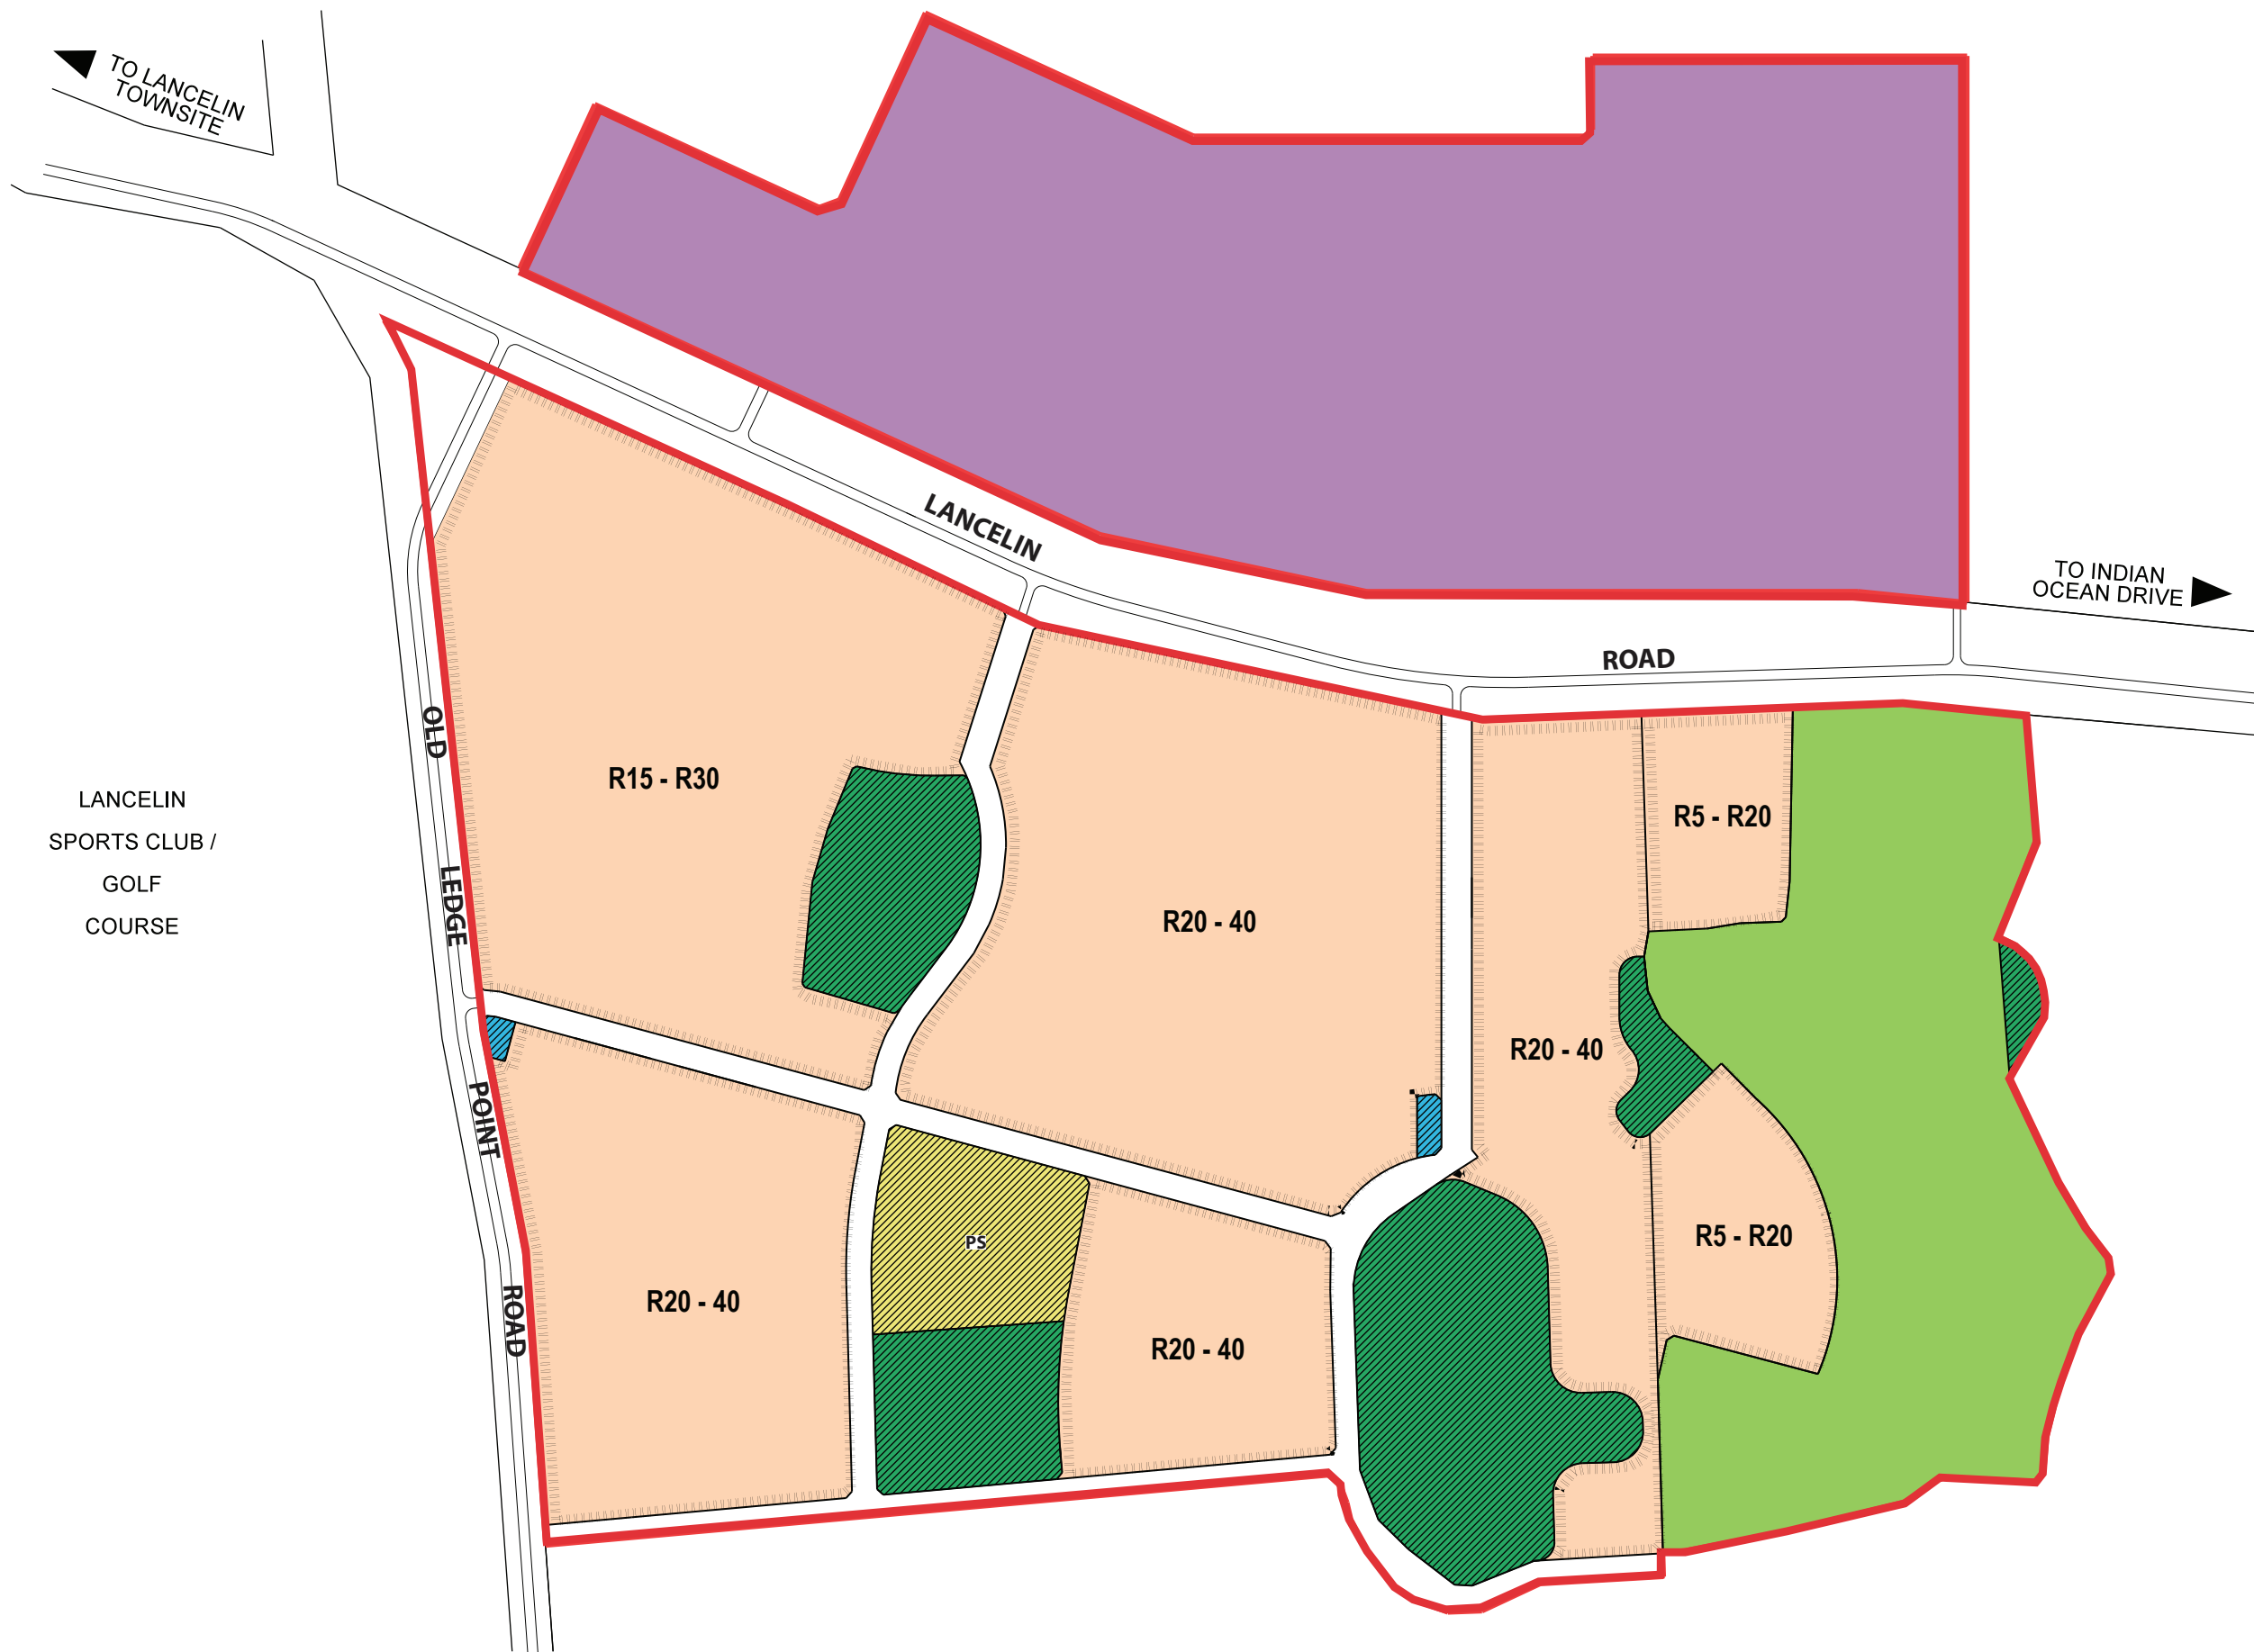 TO LANCELIN
TOWNSITE
LANCELIN
TO INDIAN
OCEAN DRIVE
ROAD
OLD
LEDGE
POINT
ROAD
LANCELIN
SPORTS CLUB /
GOLF
COURSE
R15 - R30
R5 - R20
R20 - 40
R20 - 40
R5 - R20
PS
R20 - 40
R20 - 40